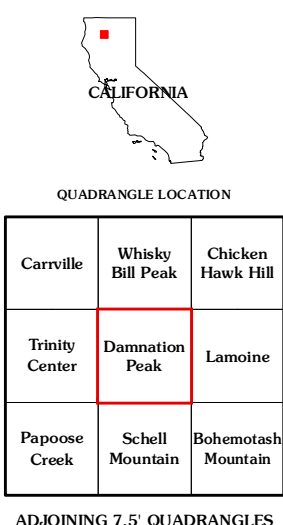 CALIFORNIA
QUADRANGLE LOCATION
Carrville
Whisky
Bill Peak
Chicken
Hawk Hill
Trinity
Center
Damnation
Peak
Lamoine
Papoose
Creek
Schell
Mountain
Bohemotash
Mountain
ADJOINING 7.5' QUADRANGLES